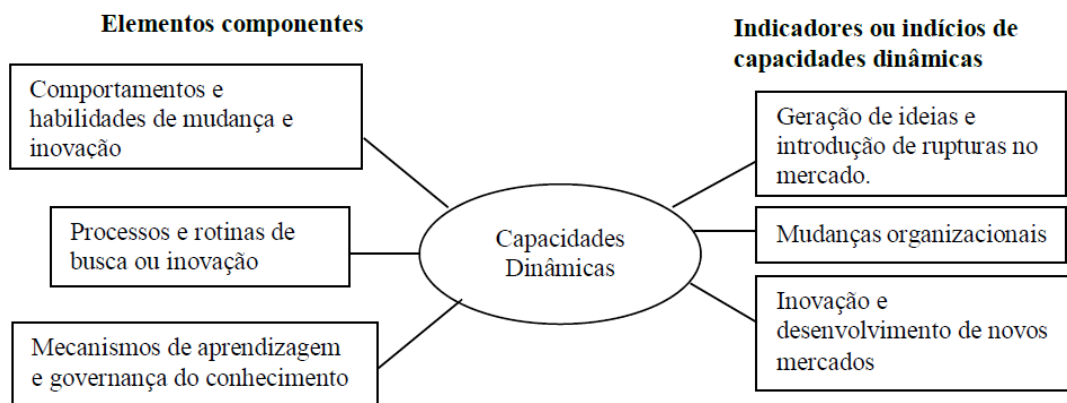 Elementos componentes
Comportamentos e
habilidades de mudança e
inovação
Processos e rotinas de
busca ou inovação
Mecanismos de aprendizagem
e governança do conhecimento
Capacidades
Dinâmicas
Indicadores ou indícios de
capacidades dinâmicas
Geração de ideias e
introdução de rupturas no
mercado.
Mudanças organizacionais
Inovação e
desenvolvimento de novos
mercados